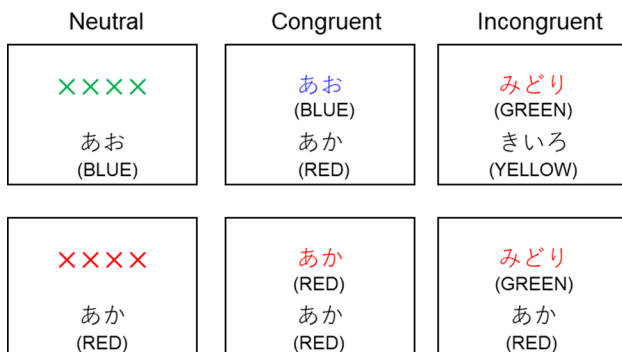 Neutral
Congruent
Incongruent
××××
あお
(BLUE)
あお
(BLUE)
あか
(RED)
みどり
(GREEN)
きいろ
(YELLOW)
××××
あか
(RED)
あか
(RED)
あか
(RED)
みどり
(GREEN)
あか
(RED)